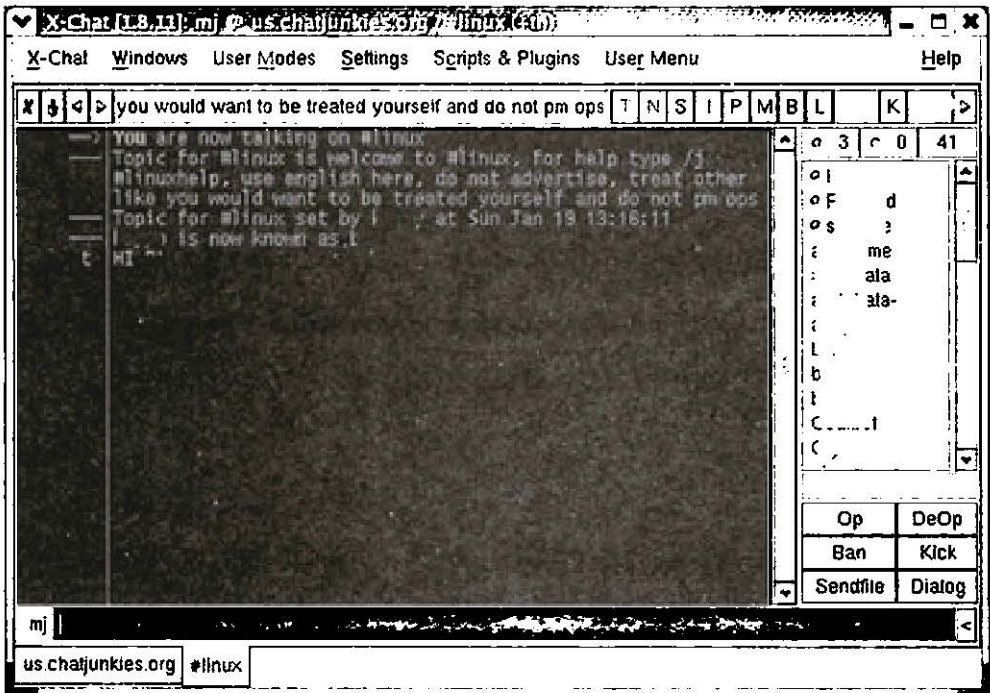 X-Chat [1.8.11]: mj @ us.chatjunkies.org / #linux (+tn)
X-Chat Windows User Modes Settings Scripts & Plugins User Menu Help
you would want to be treated yourself and do not pm ops T N S I P M B L K
You are now talking on #linux
Topic for #linux is welcome to #linux, for help type /j
#linuxhelp, use english here, do not advertise, treat other
like you would want to be treated yourself and do not pm ops
Topic for #linux set by at Sun Jan 19 13:16:11
is now known as
HI ^^
3 0 41
Op DeOp
Ban Kick
Sendfile Dialog
mj
us.chatjunkies.org #linux